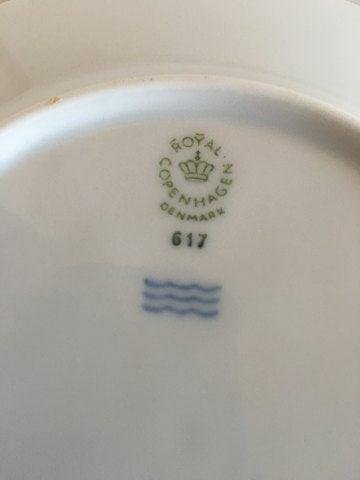 ROYAL
COPENHAGEN
DENMARK
617